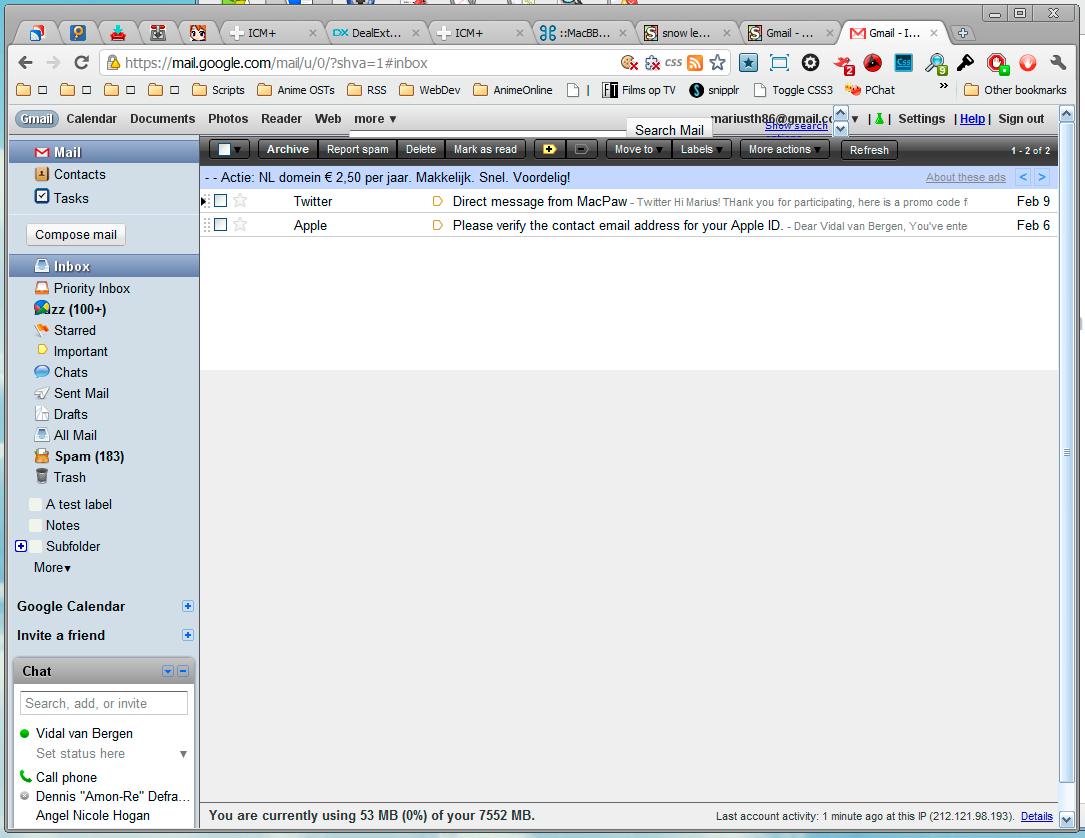 ICM+
DealExt...
ICM+
::MacBB...
snow le...
Gmail - ...
Gmail - I...
https://mail.google.com/mail/u/0/?shva=1#inbox
css
2
Css
9
Scripts
Anime OSTs
RSS
WebDev
AnimeOnline
Films op TV
snipplr
Toggle CSS3
PChat
»
Other bookmarks
Gmail Calendar Documents Photos Reader Web more ▼
mariusth86@gmail.cc
Settings | Help | Sign out
Search Mail
Show search
Mail
Contacts
Tasks
Compose mail
Inbox
Priority Inbox
zz (100+)
Starred
Important
Chats
Sent Mail
Drafts
All Mail
Spam (183)
Trash
A test label
Notes
Subfolder
More▾
Google Calendar
Invite a friend
Chat
Search, add, or invite
Vidal van Bergen
Set status here
Call phone
Dennis "Amon-Re" Defra...
Angel Nicole Hogan
Archive Report spam Delete Mark as read Move to ▼ Labels ▼ More actions ▼ Refresh 1 - 2 of 2
- - Actie: NL domein € 2,50 per jaar. Makkelijk. Snel. Voordelig! About these ads < >
Twitter Direct message from MacPaw - Twitter Hi Marius! THank you for participating, here is a promo code f Feb 9
Apple Please verify the contact email address for your Apple ID. - Dear Vidal van Bergen, You've ente Feb 6
You are currently using 53 MB (0%) of your 7552 MB.
Last account activity: 1 minute ago at this IP (212.121.98.193). Details